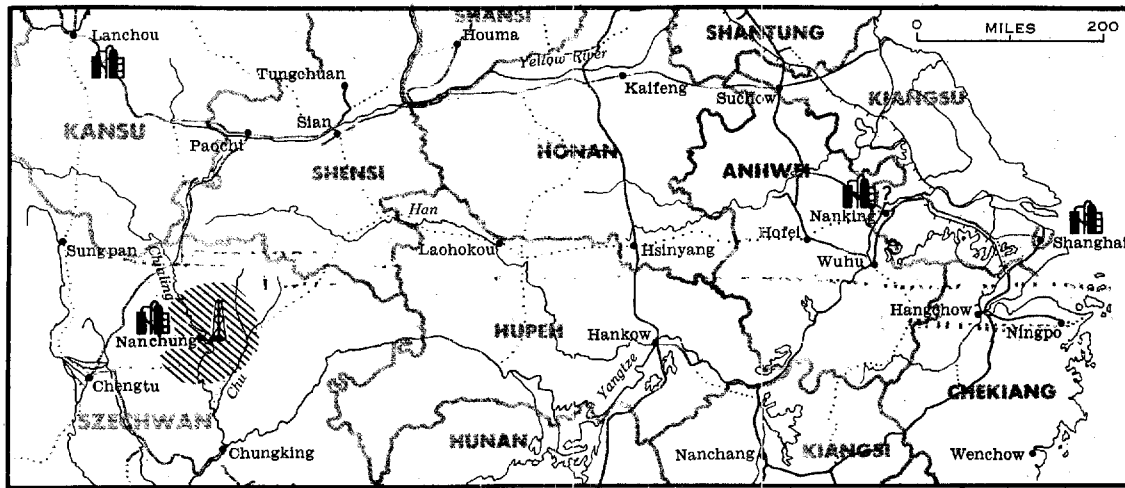 SHANSI
Lanchou
Houma
SHANTUNG
0 MILES 200
Tungchuan
Yellow River
Kaifeng
Suchow
KIANGSU
KANSU
Sian
Paochi
SHENSI
HONAN
ANHWEI
Han
Nanking
?
Sungpan
Laohokou
Hsinyang
Hofei
Shanghai
Wuhu
Chialing
Hangchow
Ningpo
Nanchung
HUPEH
Hankow
Chengtu
Chu
Yangtze
CHEKIANG
SZECHWAN
HUNAN
KIANGSI
Chungking
Nanchang
Wenchow